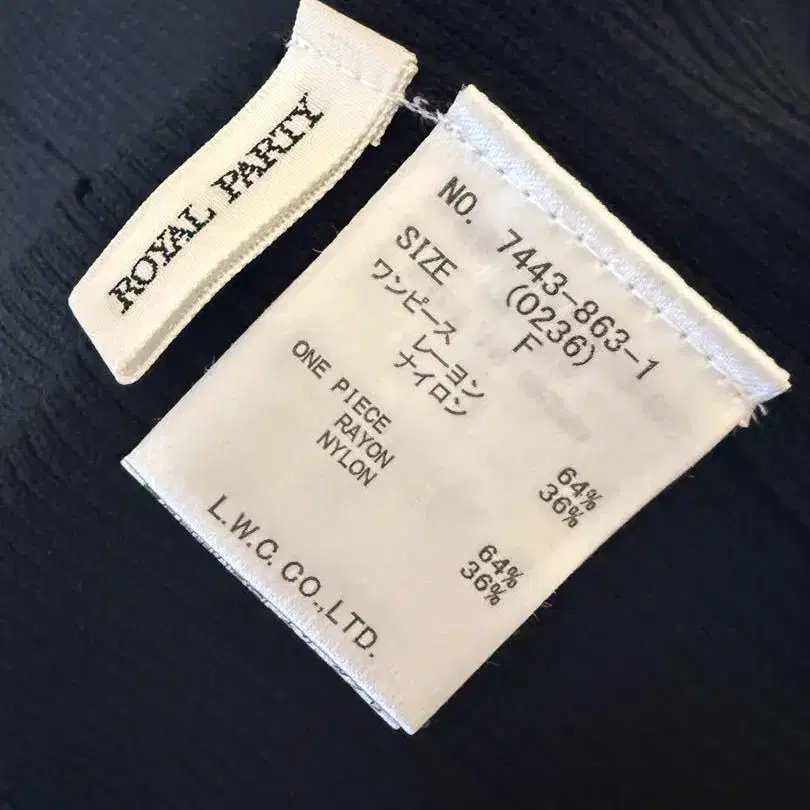 ROYAL PARTY
NO. 7443-863-1
(0236)
SIZE F
ワンピース
レーヨン 64%
ナイロン 36%
ONE PIECE
RAYON 64%
NYLON 36%
L.W.C.CO.,LTD.